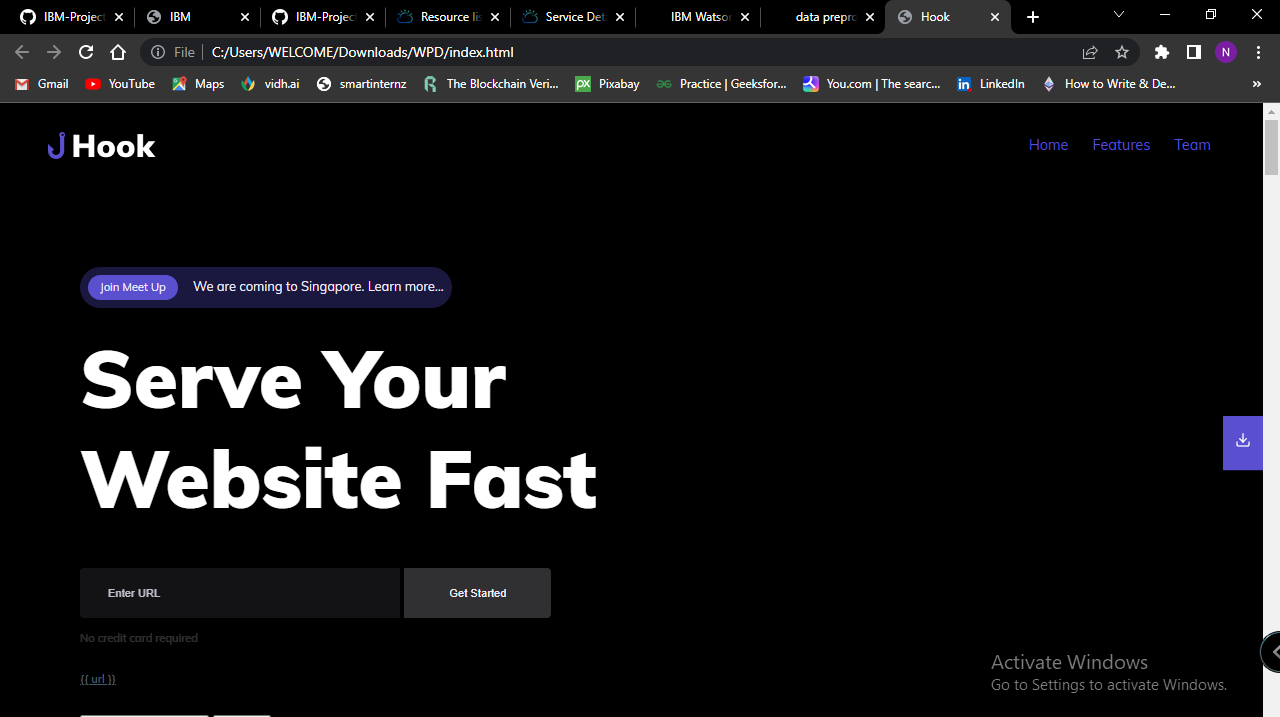 IBM-Project
IBM
IBM-Project
Resource lis
Service Det
IBM Watso
data prepro
Hook
File
C:/Users/WELCOME/Downloads/WPD/index.html
N
Gmail
YouTube
Maps
vidh.ai
smartinternz
The Blockchain Veri...
Pixabay
Practice | Geeksfor...
You.com | The searc...
LinkedIn
How to Write & De...
»
Hook
Home
Features
Team
Join Meet Up
We are coming to Singapore. Learn more...
Serve Your
Website Fast
Enter URL
Get Started
No credit card required
{{ url }}
Activate Windows
Go to Settings to activate Windows.